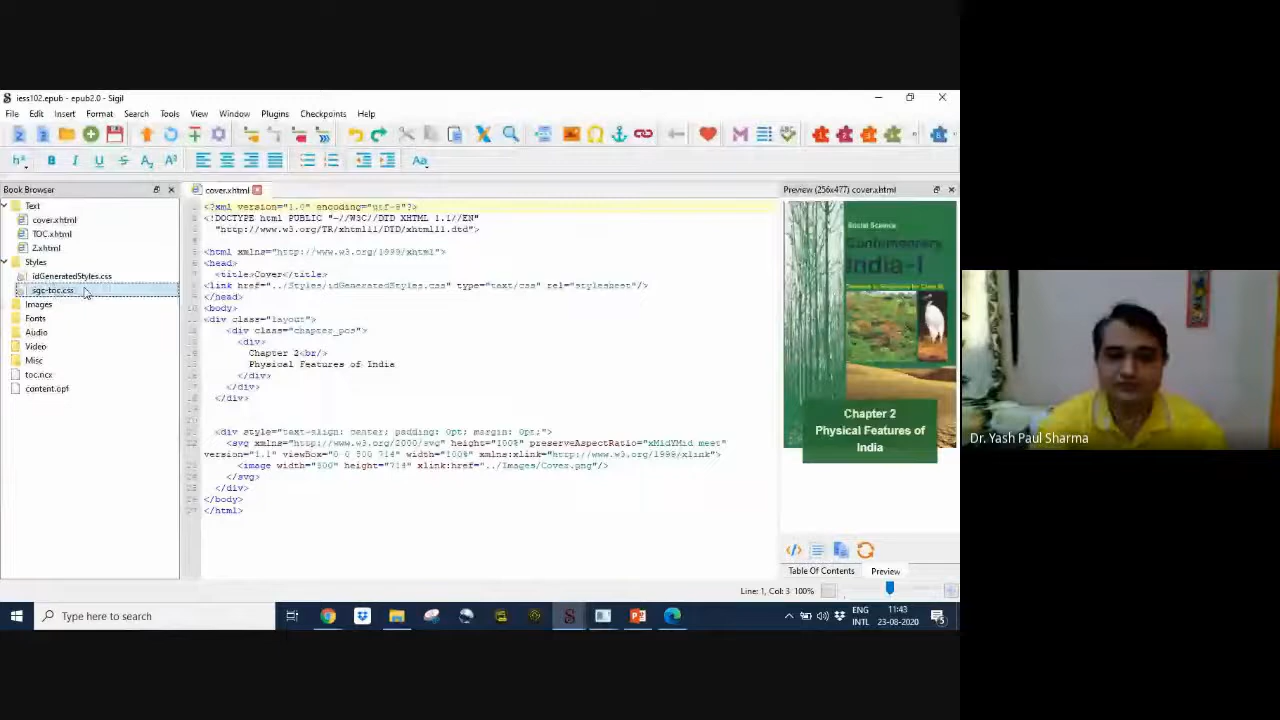 iess102.epub - epub2.0 - Sigil
File Edit Insert Format Search Tools View Window Plugins Checkpoints Help
Book Browser
Text
cover.xhtml
TOC.xhtml
2.xhtml
Styles
idGeneratedStyles.css
sgc-toc.css
Images
Fonts
Audio
Video
Misc
toc.ncx
content.opf
cover.xhtml
<?xml version="1.0" encoding="utf-8"?>
<!DOCTYPE html PUBLIC "-//W3C//DTD XHTML 1.1//EN"
"http://www.w3.org/TR/xhtml11/DTD/xhtml11.dtd">
<html xmlns="http://www.w3.org/1999/xhtml">
<head>
<title>Cover</title>
<link href="../Styles/idGeneratedStyles.css" type="text/css" rel="stylesheet"/>
</head>
<body>
<div class="layout">
<div class="chapter_pos">
<div>
Chapter 2<br/>
Physical Features of India
</div>
</div>
</div>
<div style="text-align: center; padding: 0pt; margin: 0pt;">
<svg xmlns="http://www.w3.org/2000/svg" height="100%" preserveAspectRatio="xMidYMid meet"
version="1.1" viewBox="0 0 500 714" width="100%" xmlns:xlink="http://www.w3.org/1999/xlink">
<image width="500" height="714" xlink:href="../Images/Cover.png"/>
</svg>
</div>
</body>
</html>
Preview (256x477) cover.xhtml
Social Science
Contemporary
India-I
Chapter 2
Physical Features of
India
Table Of Contents Preview
Line: 1, Col: 3 100%
Dr. Yash Paul Sharma
Type here to search
ENG
INTL
11:43
23-08-2020
5